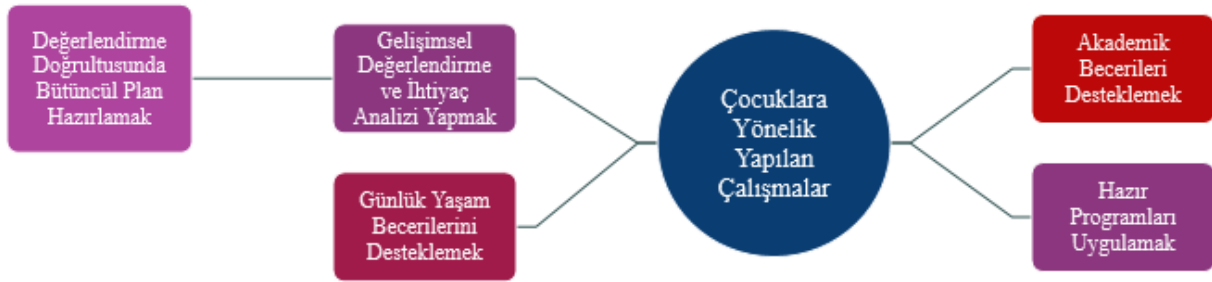 Değerlendirme
Doğrultusunda
Bütüncül Plan
Hazırlamak
Gelişimsel
Değerlendirme
ve İhtiyaç
Analizi Yapmak
Günlük Yaşam
Becerilerini
Desteklemek
Çocuklara
Yönelik
Yapılan
Çalışmalar
Akademik
Becerileri
Desteklemek
Hazır
Programları
Uygulamak